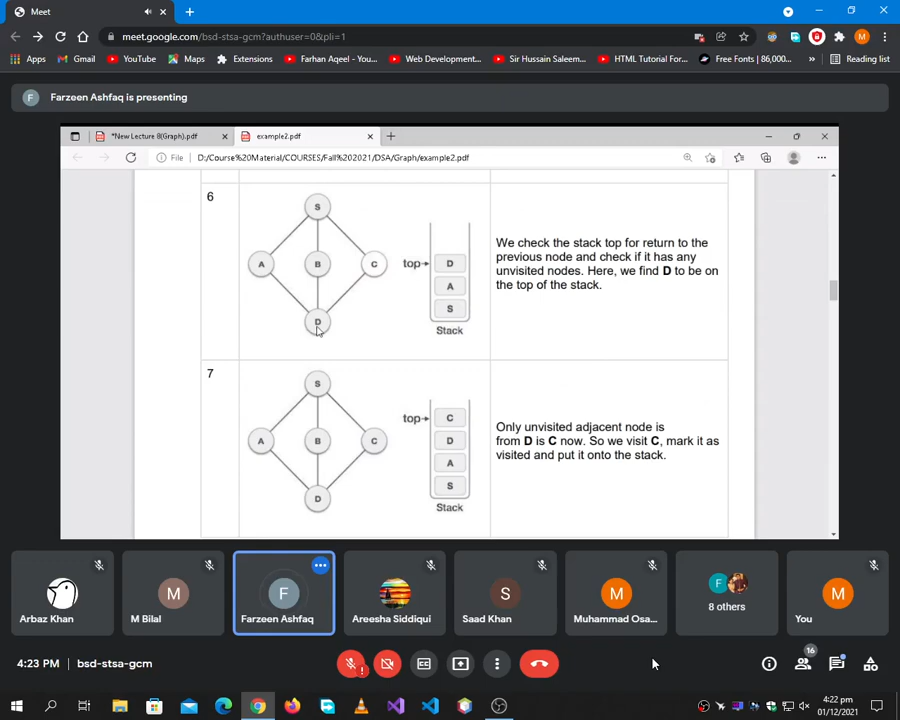 Meet
meet.google.com/bsd-stsa-gcm?authuser=0&pli=1
Apps
Gmail
YouTube
Maps
Extensions
Farhan Aqeel - You...
Web Development...
Sir Hussain Saleem...
HTML Tutorial For...
Free Fonts | 86,000...
»
Reading list
F
Farzeen Ashfaq is presenting
*New Lecture 8(Graph).pdf
example2.pdf
File
D:/Course%20Material/COURSES/Fall%202021/DSA/Graph/example2.pdf
6
S
A
B
C
D
top
D
A
S
Stack
We check the stack top for return to the
previous node and check if it has any
unvisited nodes. Here, we find D to be on
the top of the stack.
7
S
A
B
C
D
top
C
D
A
S
Stack
Only unvisited adjacent node is
from D is C now. So we visit C, mark it as
visited and put it onto the stack.
Arbaz Khan
M
M Bilal
F
Farzeen Ashfaq
Areesha Siddiqui
S
Saad Khan
M
Muhammad Osa...
F
8 others
M
You
4:23 PM | bsd-stsa-gcm
CC
16
4:22 pm
01/12/2021